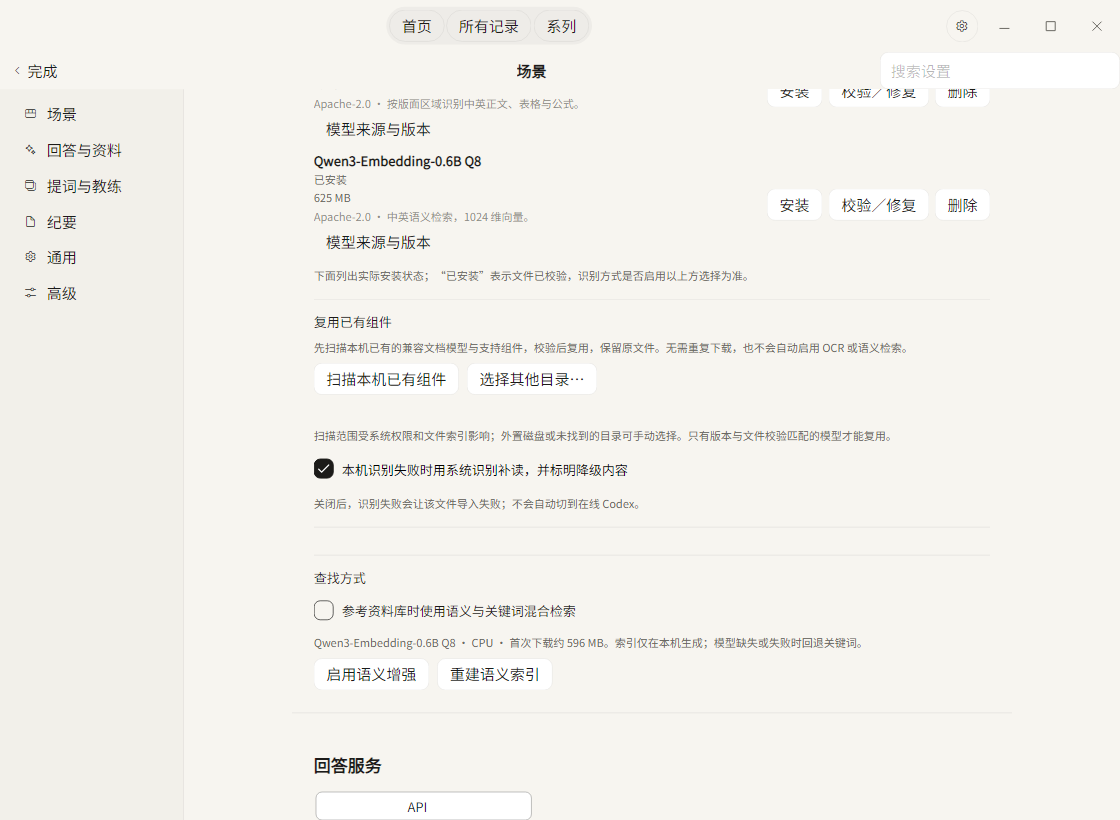 首页 所有记录 系列
完成
场景
搜索设置
场景
回答与资料
提词与教练
纪要
通用
高级
安装 校验／修复 删除
Apache-2.0 · 按版面区域识别中英正文、表格与公式。
模型来源与版本
Qwen3-Embedding-0.6B Q8
已安装
625 MB
Apache-2.0 · 中英语义检索，1024 维向量。
安装 校验／修复 删除
模型来源与版本
下面列出实际安装状态；“已安装”表示文件已校验，识别方式是否启用以上方选择为准。
复用已有组件
先扫描本机已有的兼容文档模型与支持组件，校验后复用，保留原文件。无需重复下载，也不会自动启用 OCR 或语义检索。
扫描本机已有组件 选择其他目录…
扫描范围受系统权限和文件索引影响；外置磁盘或未找到的目录可手动选择。只有版本与文件校验匹配的模型才能复用。
本机识别失败时用系统识别补读，并标明降级内容
关闭后，识别失败会让该文件导入失败；不会自动切到在线 Codex。
查找方式
参考资料库时使用语义与关键词混合检索
Qwen3-Embedding-0.6B Q8 · CPU · 首次下载约 596 MB。索引仅在本机生成；模型缺失或失败时回退关键词。
启用语义增强 重建语义索引
回答服务
API